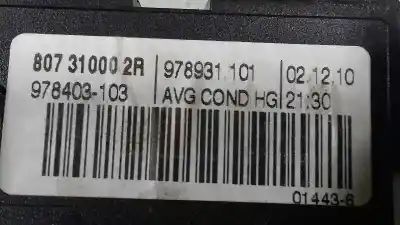 807 31000 2R 978931.101 02.12.10
978403-103 AVG COND HG 21:30
01443-6